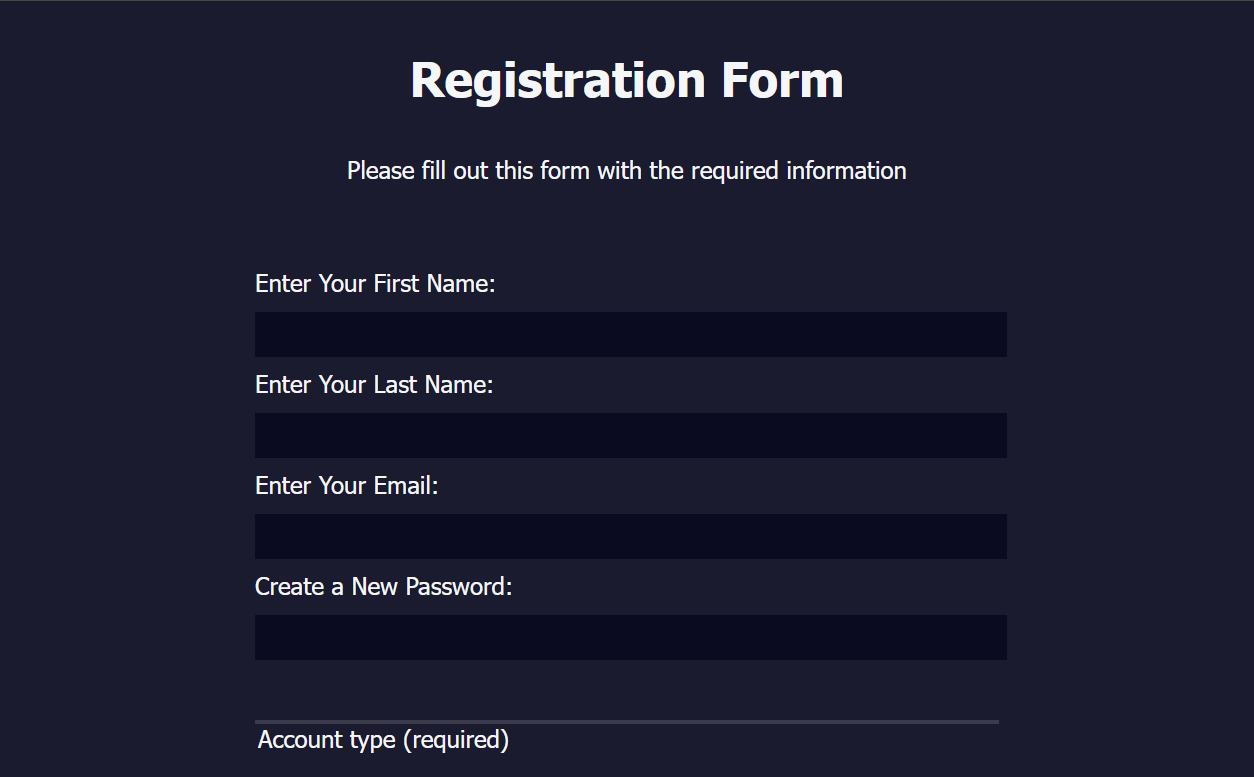 Registration Form
Please fill out this form with the required information
Enter Your First Name:
Enter Your Last Name:
Enter Your Email:
Create a New Password:
Account type (required)